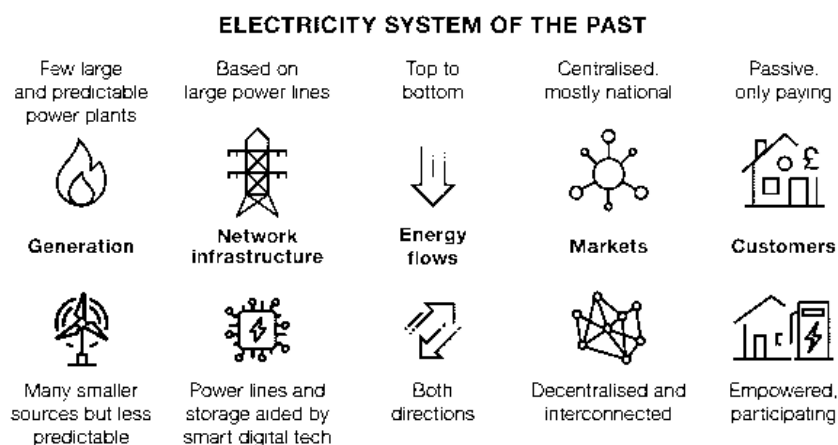 ELECTRICITY SYSTEM OF THE PAST
Few large
and predictable
power plants
Based on
large power lines
Top to
bottom
Centralised,
mostly national
Passive,
only paying
£
Generation
Network
infrastructure
Energy
flows
Markets
Customers
Many smaller
sources but less
predictable
Power lines and
storage aided by
smart digital tech
Both
directions
Decentralised and
interconnected
Empowered,
participating